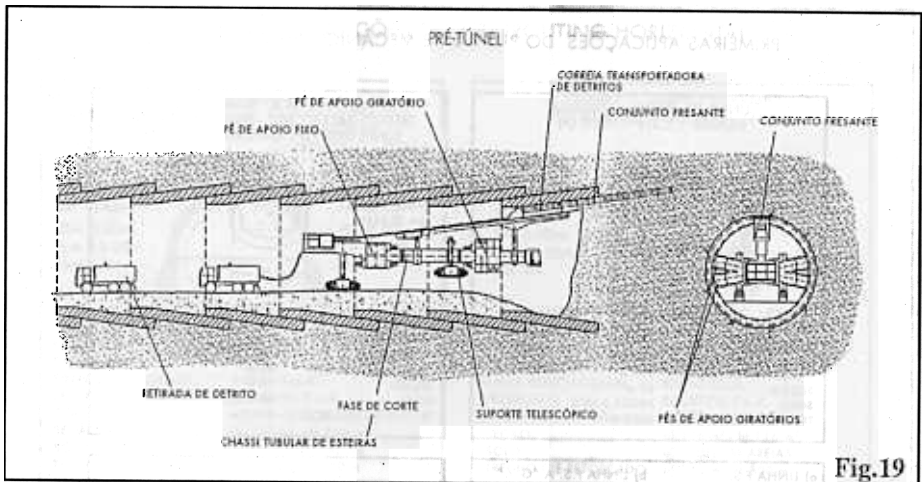 PRÉ-TÚNEL
CORREIA TRANSPORTADORA
DE DETRITOS
PÉ DE APOIO GIRATÓRIO
CONJUNTO FRESANTE
CONJUNTO FRESANTE
PÉ DE APOIO FIXO
RETIRADA DE DETRITO
FASE DE CORTE
SUPORTE TELESCÓPICO
PÉS DE APOIO GIRATÓRIOS
CHASSI TUBULAR DE ESTEIRAS
Fig.19